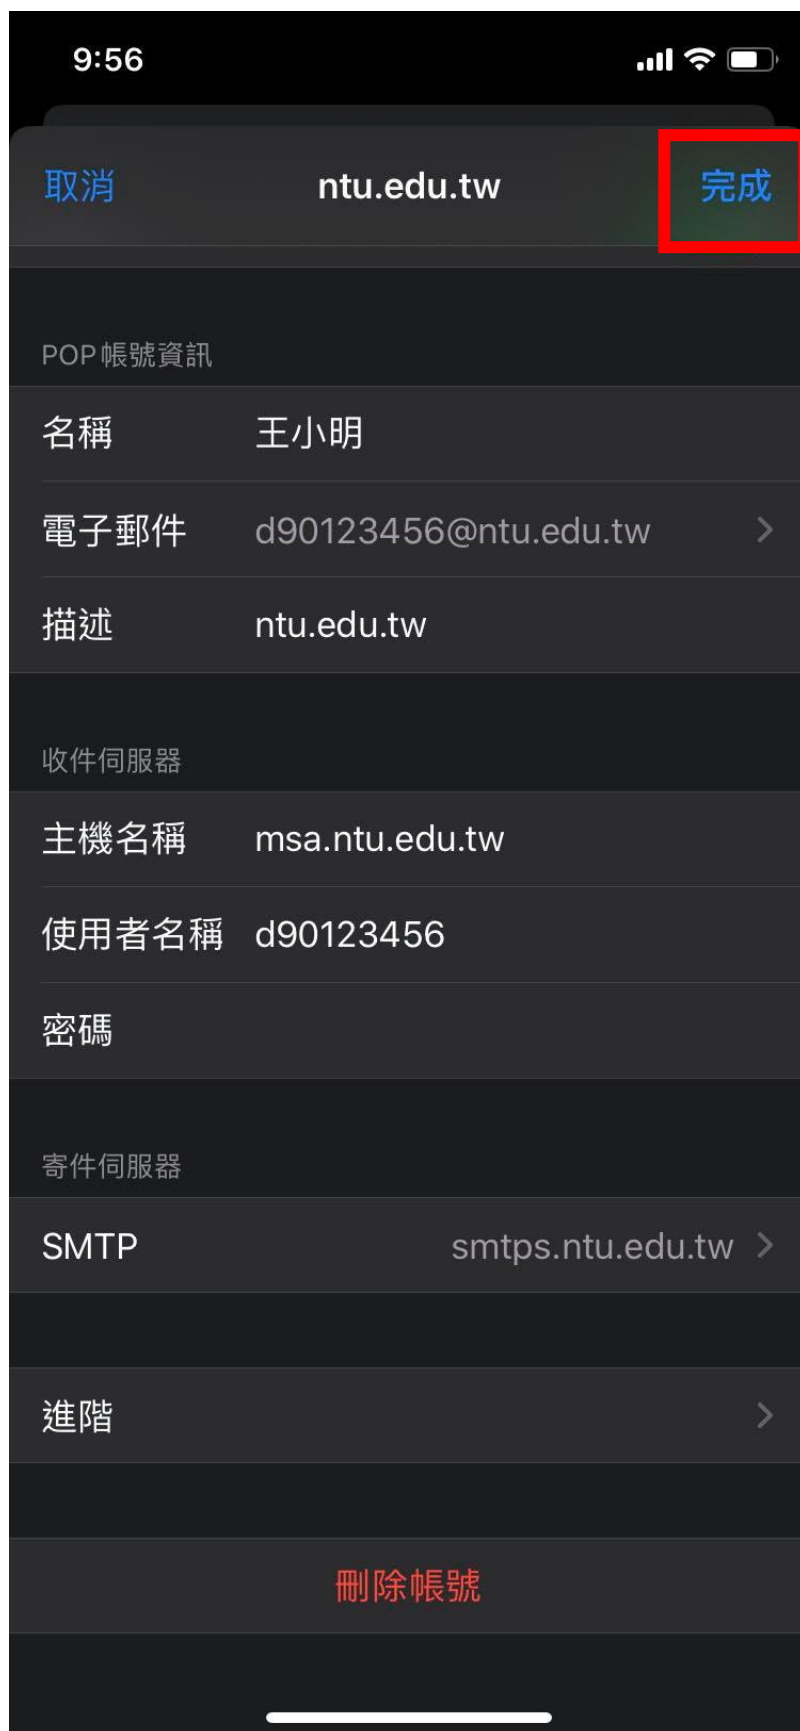 9:56
取消 ntu.edu.tw 完成
POP 帳號資訊
名稱 王小明
電子郵件 d90123456@ntu.edu.tw
描述 ntu.edu.tw
收件伺服器
主機名稱 msa.ntu.edu.tw
使用者名稱 d90123456
密碼
寄件伺服器
SMTP smtps.ntu.edu.tw
進階
刪除帳號